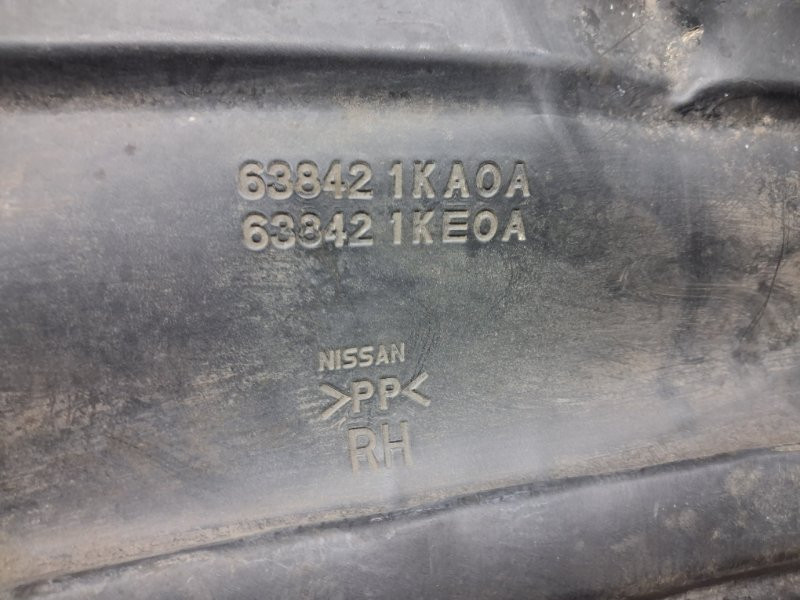 63842 1KA0A
63842 1KE0A
NISSAN
>PP<
RH